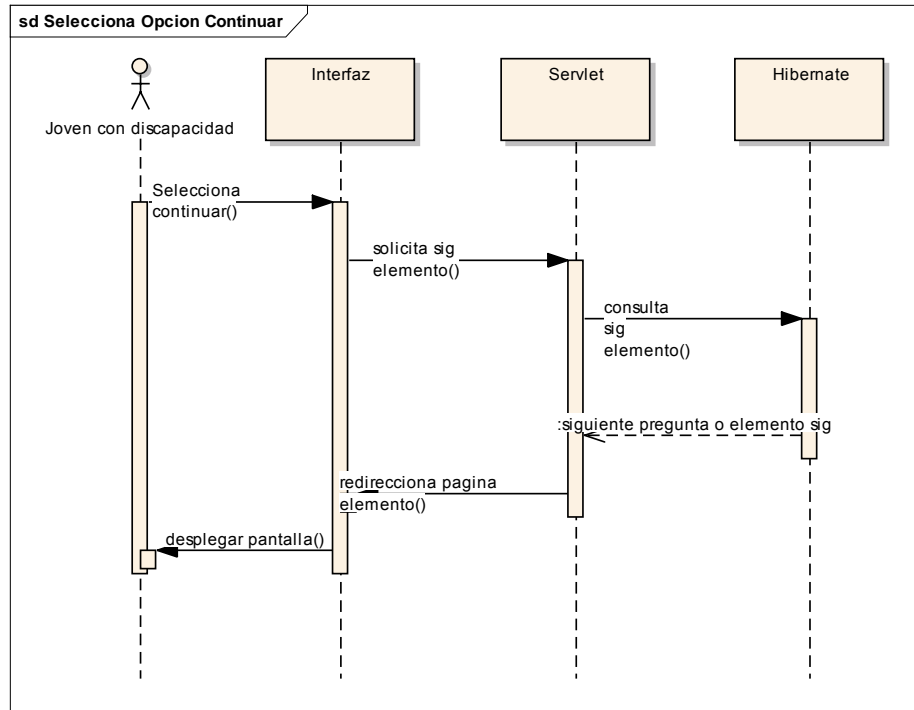 sd Selecciona Opcion Continuar
Joven con discapacidad
Interfaz
Servlet
Hibernate
Selecciona
continuar()
solicita sig
elemento()
consulta
sig
elemento()
:siguiente pregunta o elemento sig
redirecciona pagina
elemento()
desplegar pantalla()